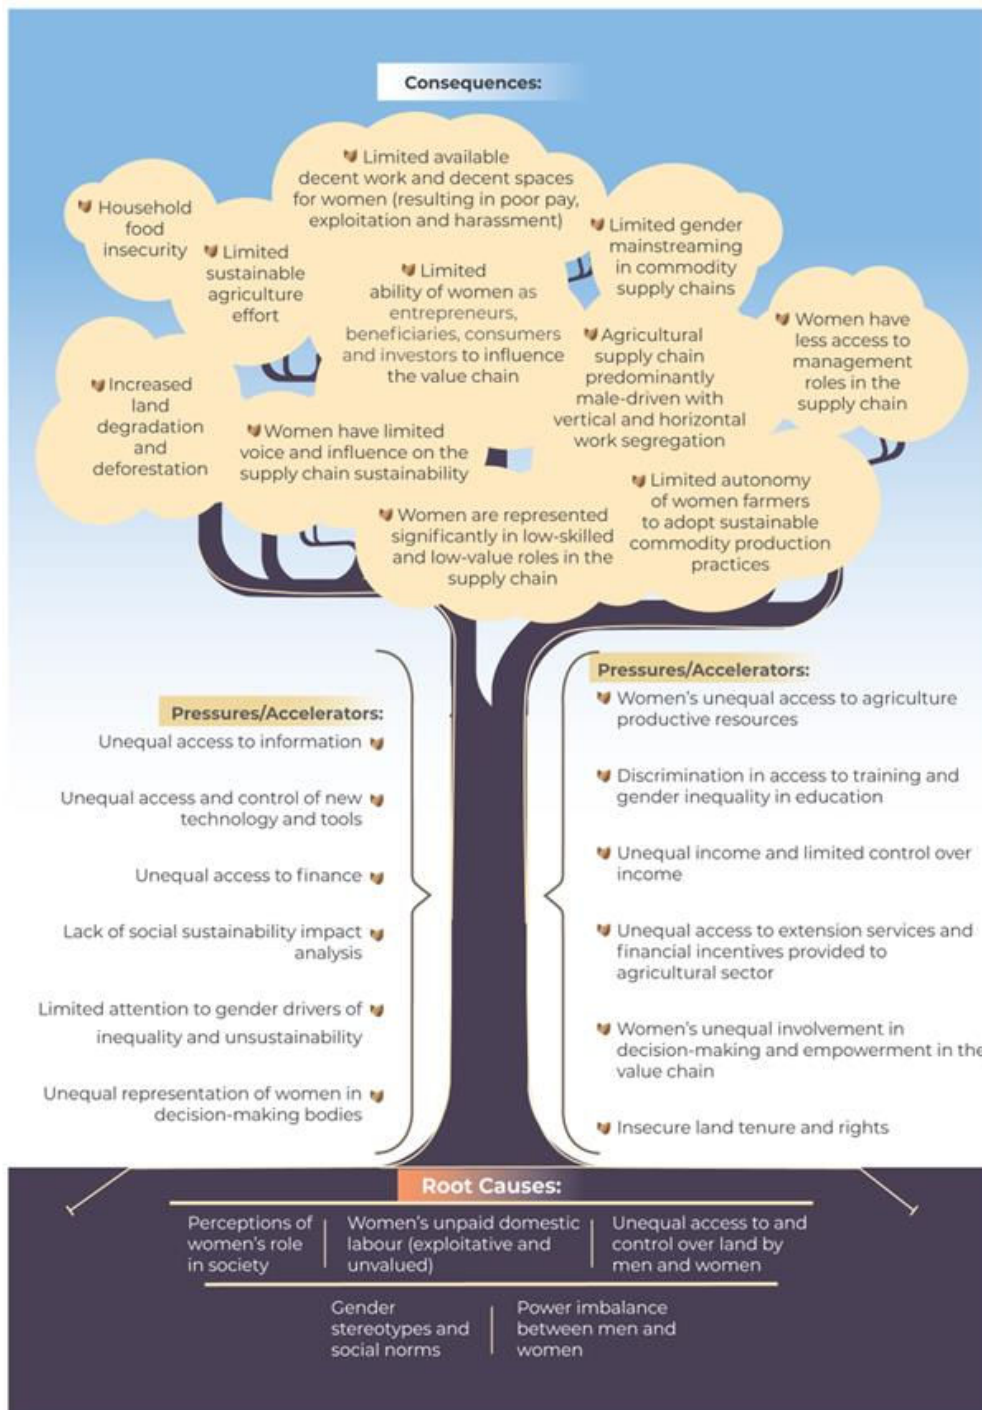 Consequences:
Household
food
insecurity
Limited
sustainable
agriculture
effort
Limited available
decent work and decent spaces
for women (resulting in poor pay,
exploitation and harassment)
Limited gender
mainstreaming
in commodity
supply chains
Limited
ability of women as
entrepreneurs,
beneficiaries, consumers
and investors to influence
the value chain
Agricultural
supply chain
predominantly
male-driven with
vertical and horizontal
work segregation
Women have
less access to
management
roles in the
supply chain
Increased
land
degradation
and
deforestation
Women have limited
voice and influence on the
supply chain sustainability
Women are represented
significantly in low-skilled
and low-value roles in the
supply chain
Limited autonomy
of women farmers
to adopt sustainable
commodity production
practices
Pressures/Accelerators:
Unequal access to information
Unequal access and control of new
technology and tools
Unequal access to finance
Lack of social sustainability impact
analysis
Limited attention to gender drivers of
inequality and unsustainability
Unequal representation of women in
decision-making bodies
Pressures/Accelerators:
Women's unequal access to agriculture
productive resources
Discrimination in access to training and
gender inequality in education
Unequal income and limited control over
income
Unequal access to extension services and
financial incentives provided to
agricultural sector
Women's unequal involvement in
decision-making and empowerment in the
value chain
Insecure land tenure and rights
Root Causes:
Perceptions of
women's role
in society
Women's unpaid domestic
labour (exploitative and
unvalued)
Unequal access to and
control over land by
men and women
Gender
stereotypes and
social norms
Power imbalance
between men and
women